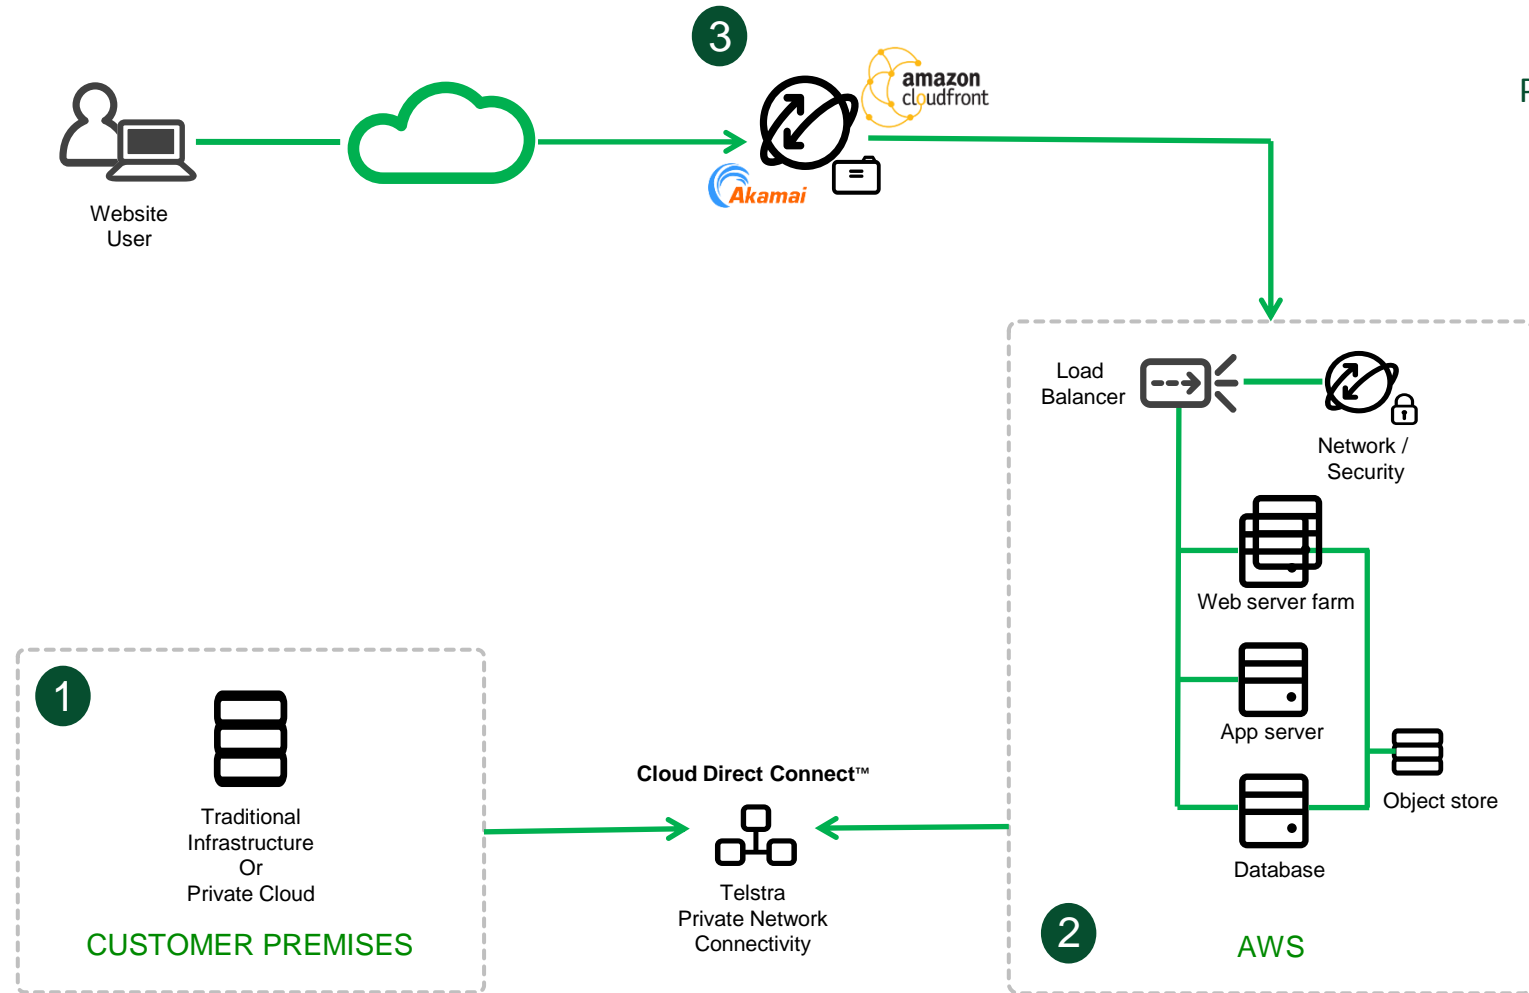 3
amazon
cloudfront
Akamai
Website
User
Load
Balancer
Network /
Security
Web server farm
App server
Object store
Database
2
AWS
1
Traditional
Infrastructure
Or
Private Cloud
CUSTOMER PREMISES
Cloud Direct Connect™
Telstra
Private Network
Connectivity